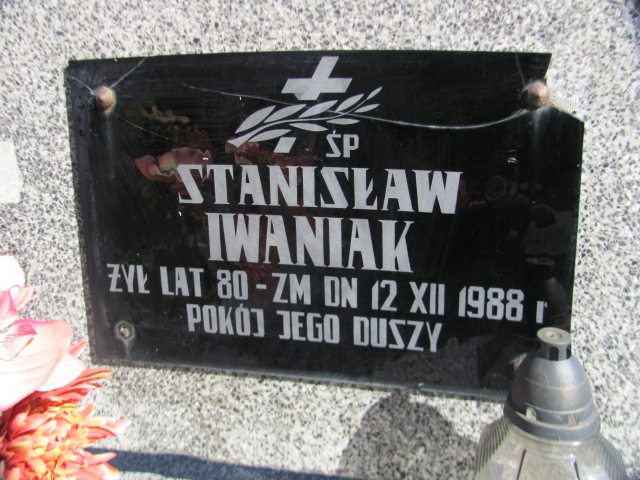 ŚP
STANISŁAW
IWANIAK
ŻYŁ LAT 80 - ZM DN 12 XII 1988 r
POKÓJ JEGO DUSZY